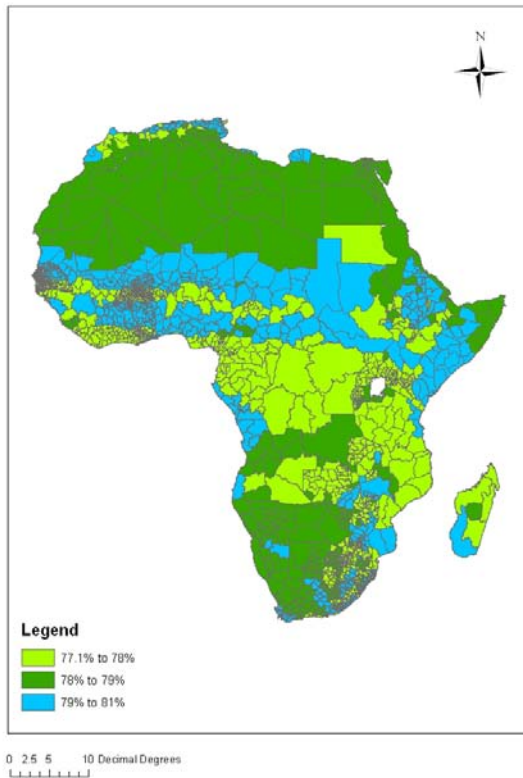 N
Legend
77.1% to 78%
78% to 79%
79% to 81%
0 2.5 5 10 Decimal Degrees